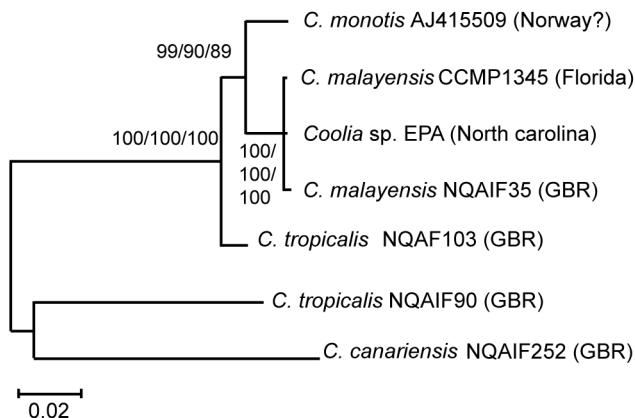 C. monotis AJ415509 (Norway?)
99/90/89
C. malayensis CCMP1345 (Florida)
100/100/100
Coolia sp. EPA (North carolina)
100/
100/
100
C. malayensis NQAIF35 (GBR)
C. tropicalis NQAF103 (GBR)
C. tropicalis NQAIF90 (GBR)
C. canariensis NQAIF252 (GBR)
0.02